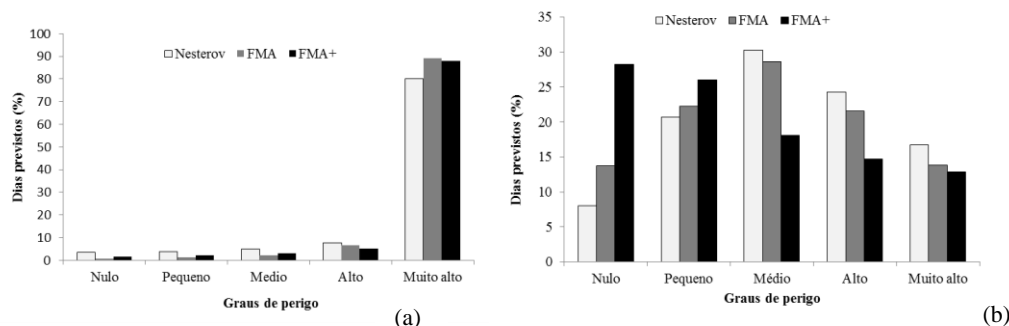 100
90
80
70
60
50
40
30
20
10
0
Dias previstos (%)
Nesterov FMA FMA+
Nulo Pequeno Médio Alto Muito alto
Graus de perigo
(a)
35
30
25
20
15
10
5
0
Dias previstos (%)
Nesterov FMA FMA+
Nulo Pequeno Médio Alto Muito alto
Graus de perigo
(b)